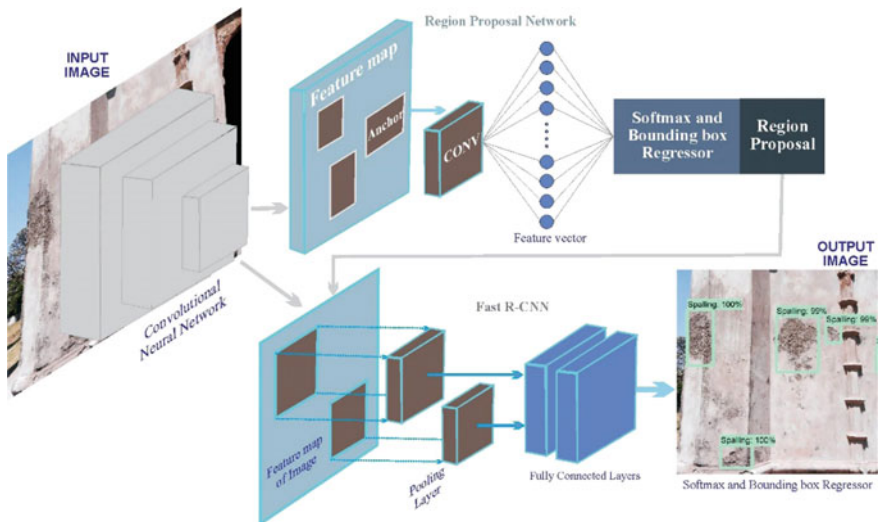 Region Proposal Network
INPUT
IMAGE
Feature map
Anchor
CONV
Softmax and
Bounding box
Regressor
Region
Proposal
Feature vector
Convolutional
Neural Network
Fast R-CNN
OUTPUT
IMAGE
Spalling: 100%
Spalling: 99%
Spalling: 99%
Spalling: 100%
Feature map
of Image
Pooling
Layer
Fully Connected Layers
Softmax and Bounding box Regressor